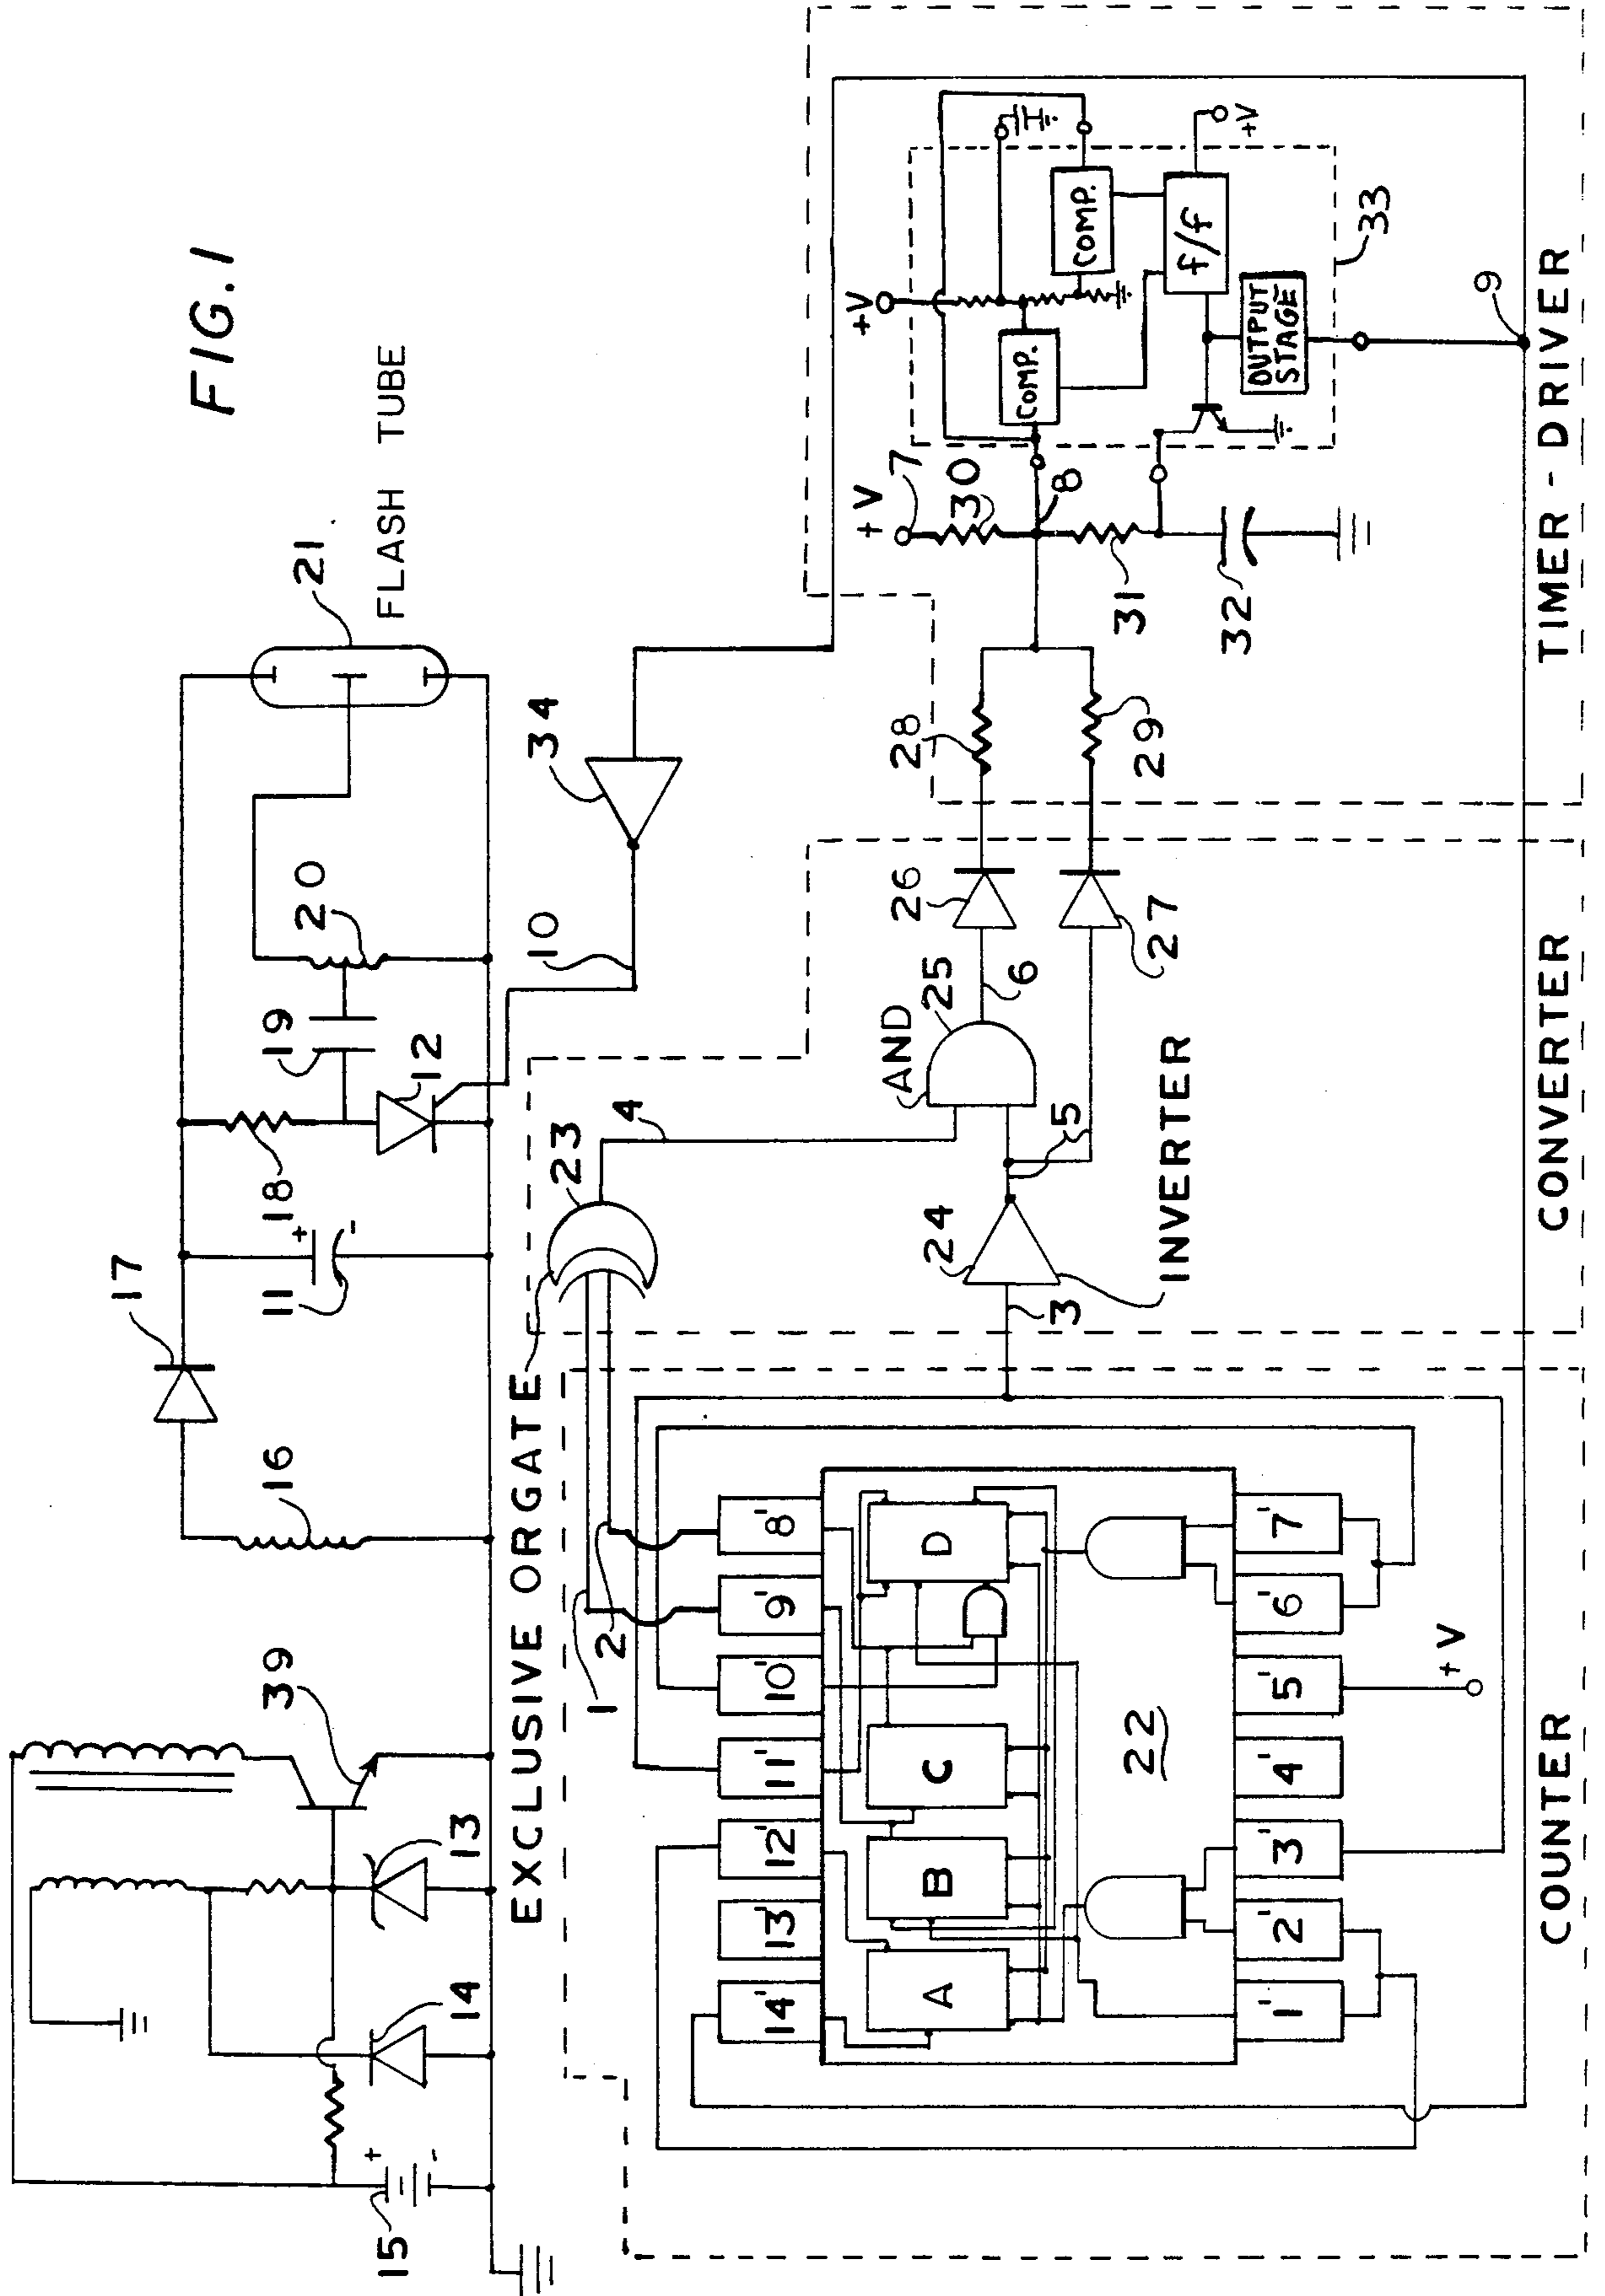 FIG. 1
FLASH TUBE
21
17
16
11
+
-
18
19
20
12
34
10
39
13
14
15
+
-
EXCLUSIVE OR GATE
23
1
2
4
AND
25
6
26
27
28
29
5
24
3
INVERTER
+V
7
30
8
31
32
+V
COMP.
COMP.
f/f
+V
OUTPUT STAGE
33
9
14'
13'
12'
11'
10'
9'
8'
A
B
C
D
22
1'
2'
3'
4'
5'
6'
7'
+V
COUNTER
CONVERTER
TIMER - DRIVER